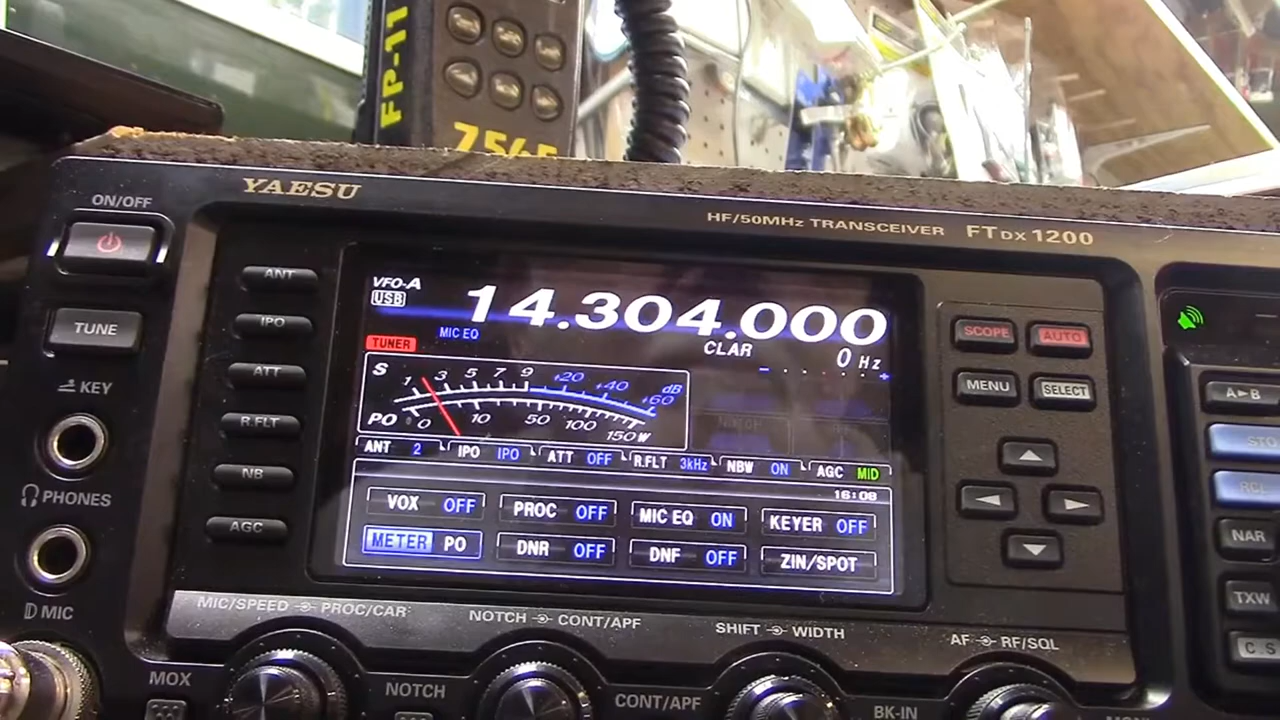 FP-11
ON/OFF
YAESU
HF/50MHz TRANSCEIVER FTDX1200
TUNE
KEY
PHONES
MIC
ANT
IPO
ATT
R.FLT
NB
AGC
VFO-A
USB
14.304.000
MIC EQ
CLAR 0 Hz
TUNER
S 1 3 5 7 9 +20 +40 +60 dB
PO 0 10 50 100 150 W
ANT 2 IPO IPO ATT OFF R.FLT 3kHz NBW ON AGC MID
16:08
VOX OFF PROC OFF MIC EQ ON KEYER OFF
METER PO DNR OFF DNF OFF ZIN/SPOT
SCOPE AUTO
MENU SELECT
A►B
STO
RCL
NAR
TXW
C.S
MIC/SPEED PROC/CAR
NOTCH CONT/APF
SHIFT WIDTH
AF RF/SQL
MOX
NOTCH
CONT/APF
BK-IN